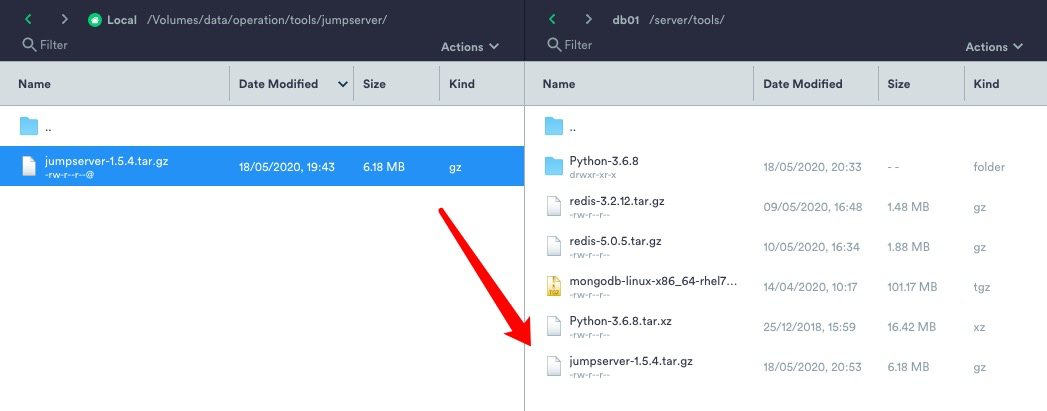 Local /Volumes/data/operation/tools/jumpserver/
Filter
Actions
Name Date Modified Size Kind
..
jumpserver-1.5.4.tar.gz 18/05/2020, 19:43 6.18 MB gz
-rw-r--r--@
db01 /server/tools/
Filter
Actions
Name Date Modified Size Kind
..
Python-3.6.8 18/05/2020, 20:33 -- folder
drwxr-xr-x
redis-3.2.12.tar.gz 09/05/2020, 16:48 1.48 MB gz
-rw-r--r--
redis-5.0.5.tar.gz 10/05/2020, 16:34 1.88 MB gz
-rw-r--r--
mongodb-linux-x86_64-rhel7... 14/04/2020, 10:17 101.17 MB tgz
-rw-r--r--
Python-3.6.8.tar.xz 25/12/2018, 15:59 16.42 MB xz
-rw-r--r--
jumpserver-1.5.4.tar.gz 18/05/2020, 20:53 6.18 MB gz
-rw-r--r--